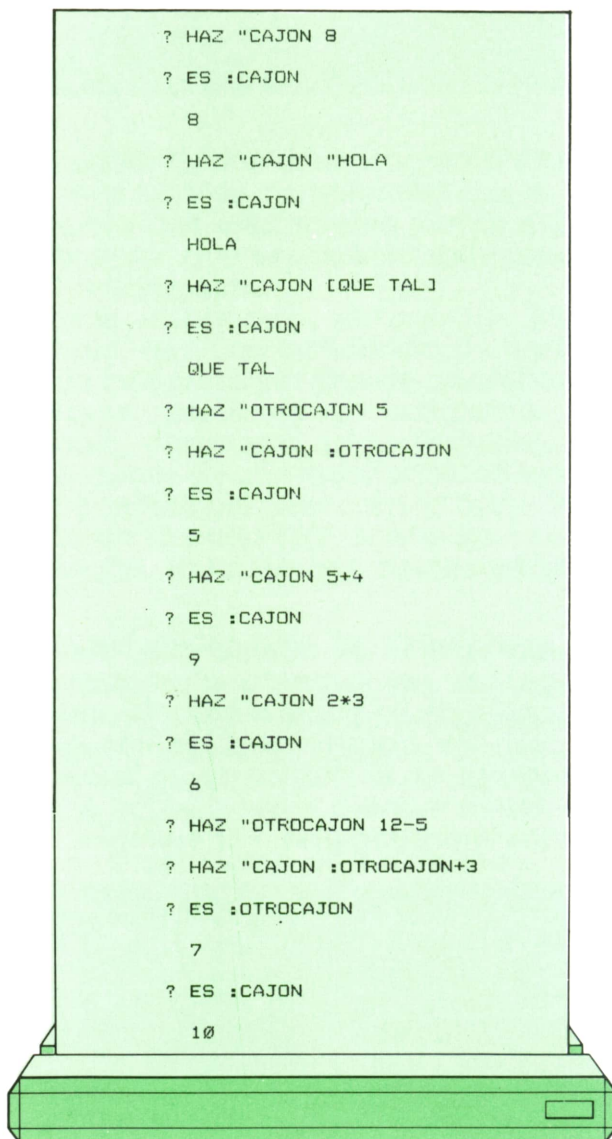 ? HAZ "CAJON 8
? ES :CAJON
8
? HAZ "CAJON "HOLA
? ES :CAJON
HOLA
? HAZ "CAJON [QUE TAL]
? ES :CAJON
QUE TAL
? HAZ "OTROCAJON 5
? HAZ "CAJON :OTROCAJON
? ES :CAJON
5
? HAZ "CAJON 5+4
? ES :CAJON
9
? HAZ "CAJON 2*3
? ES :CAJON
6
? HAZ "OTROCAJON 12-5
? HAZ "CAJON :OTROCAJON+3
? ES :OTROCAJON
7
? ES :CAJON
10